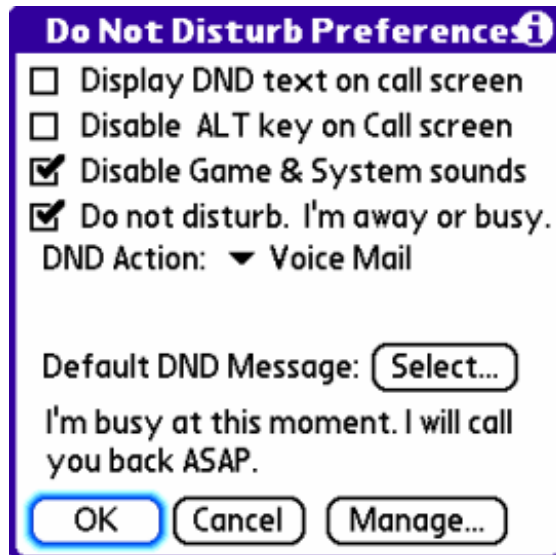 Do Not Disturb Preferences
Display DND text on call screen
Disable ALT key on Call screen
Disable Game & System sounds
Do not disturb. I'm away or busy.
DND Action: Voice Mail
Default DND Message: Select...
I'm busy at this moment. I will call
you back ASAP.
OK Cancel Manage...